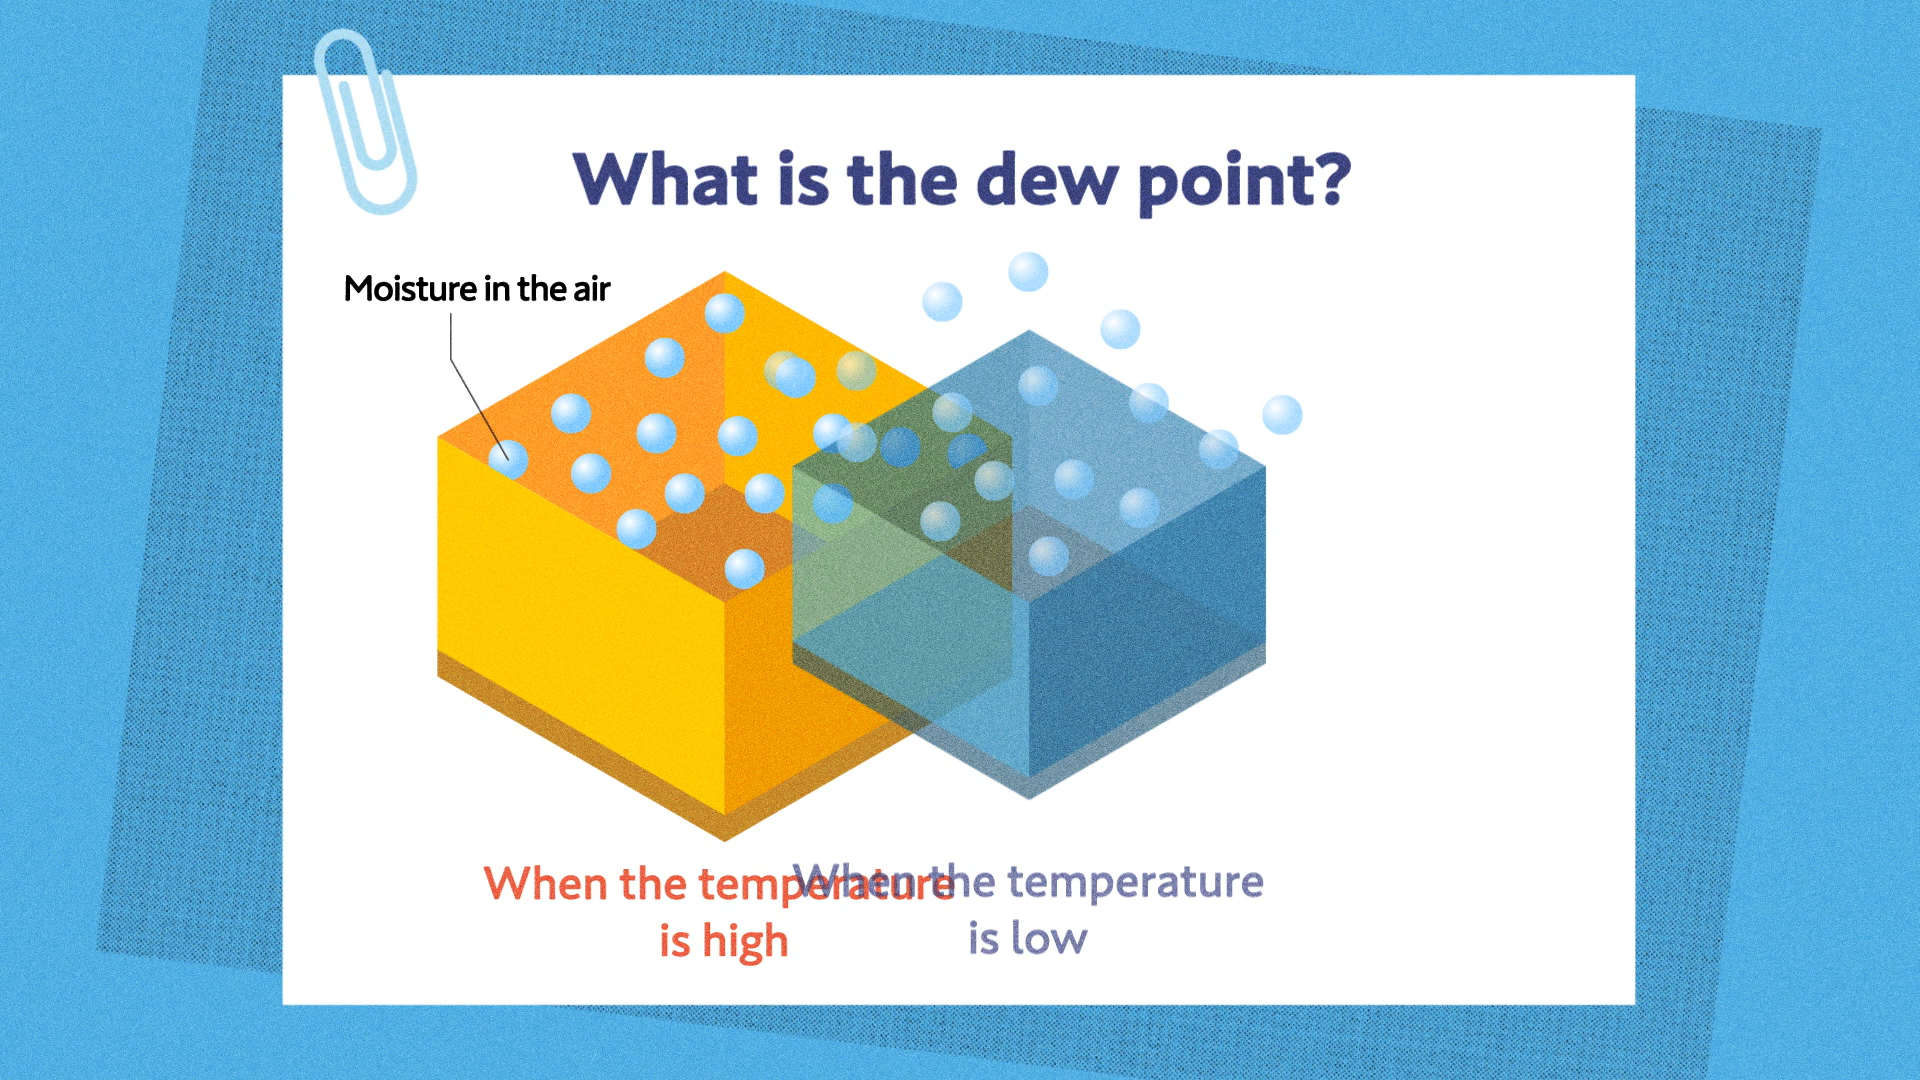 What is the dew point?
Moisture in the air
When the temperature
is high
When the temperature
is low